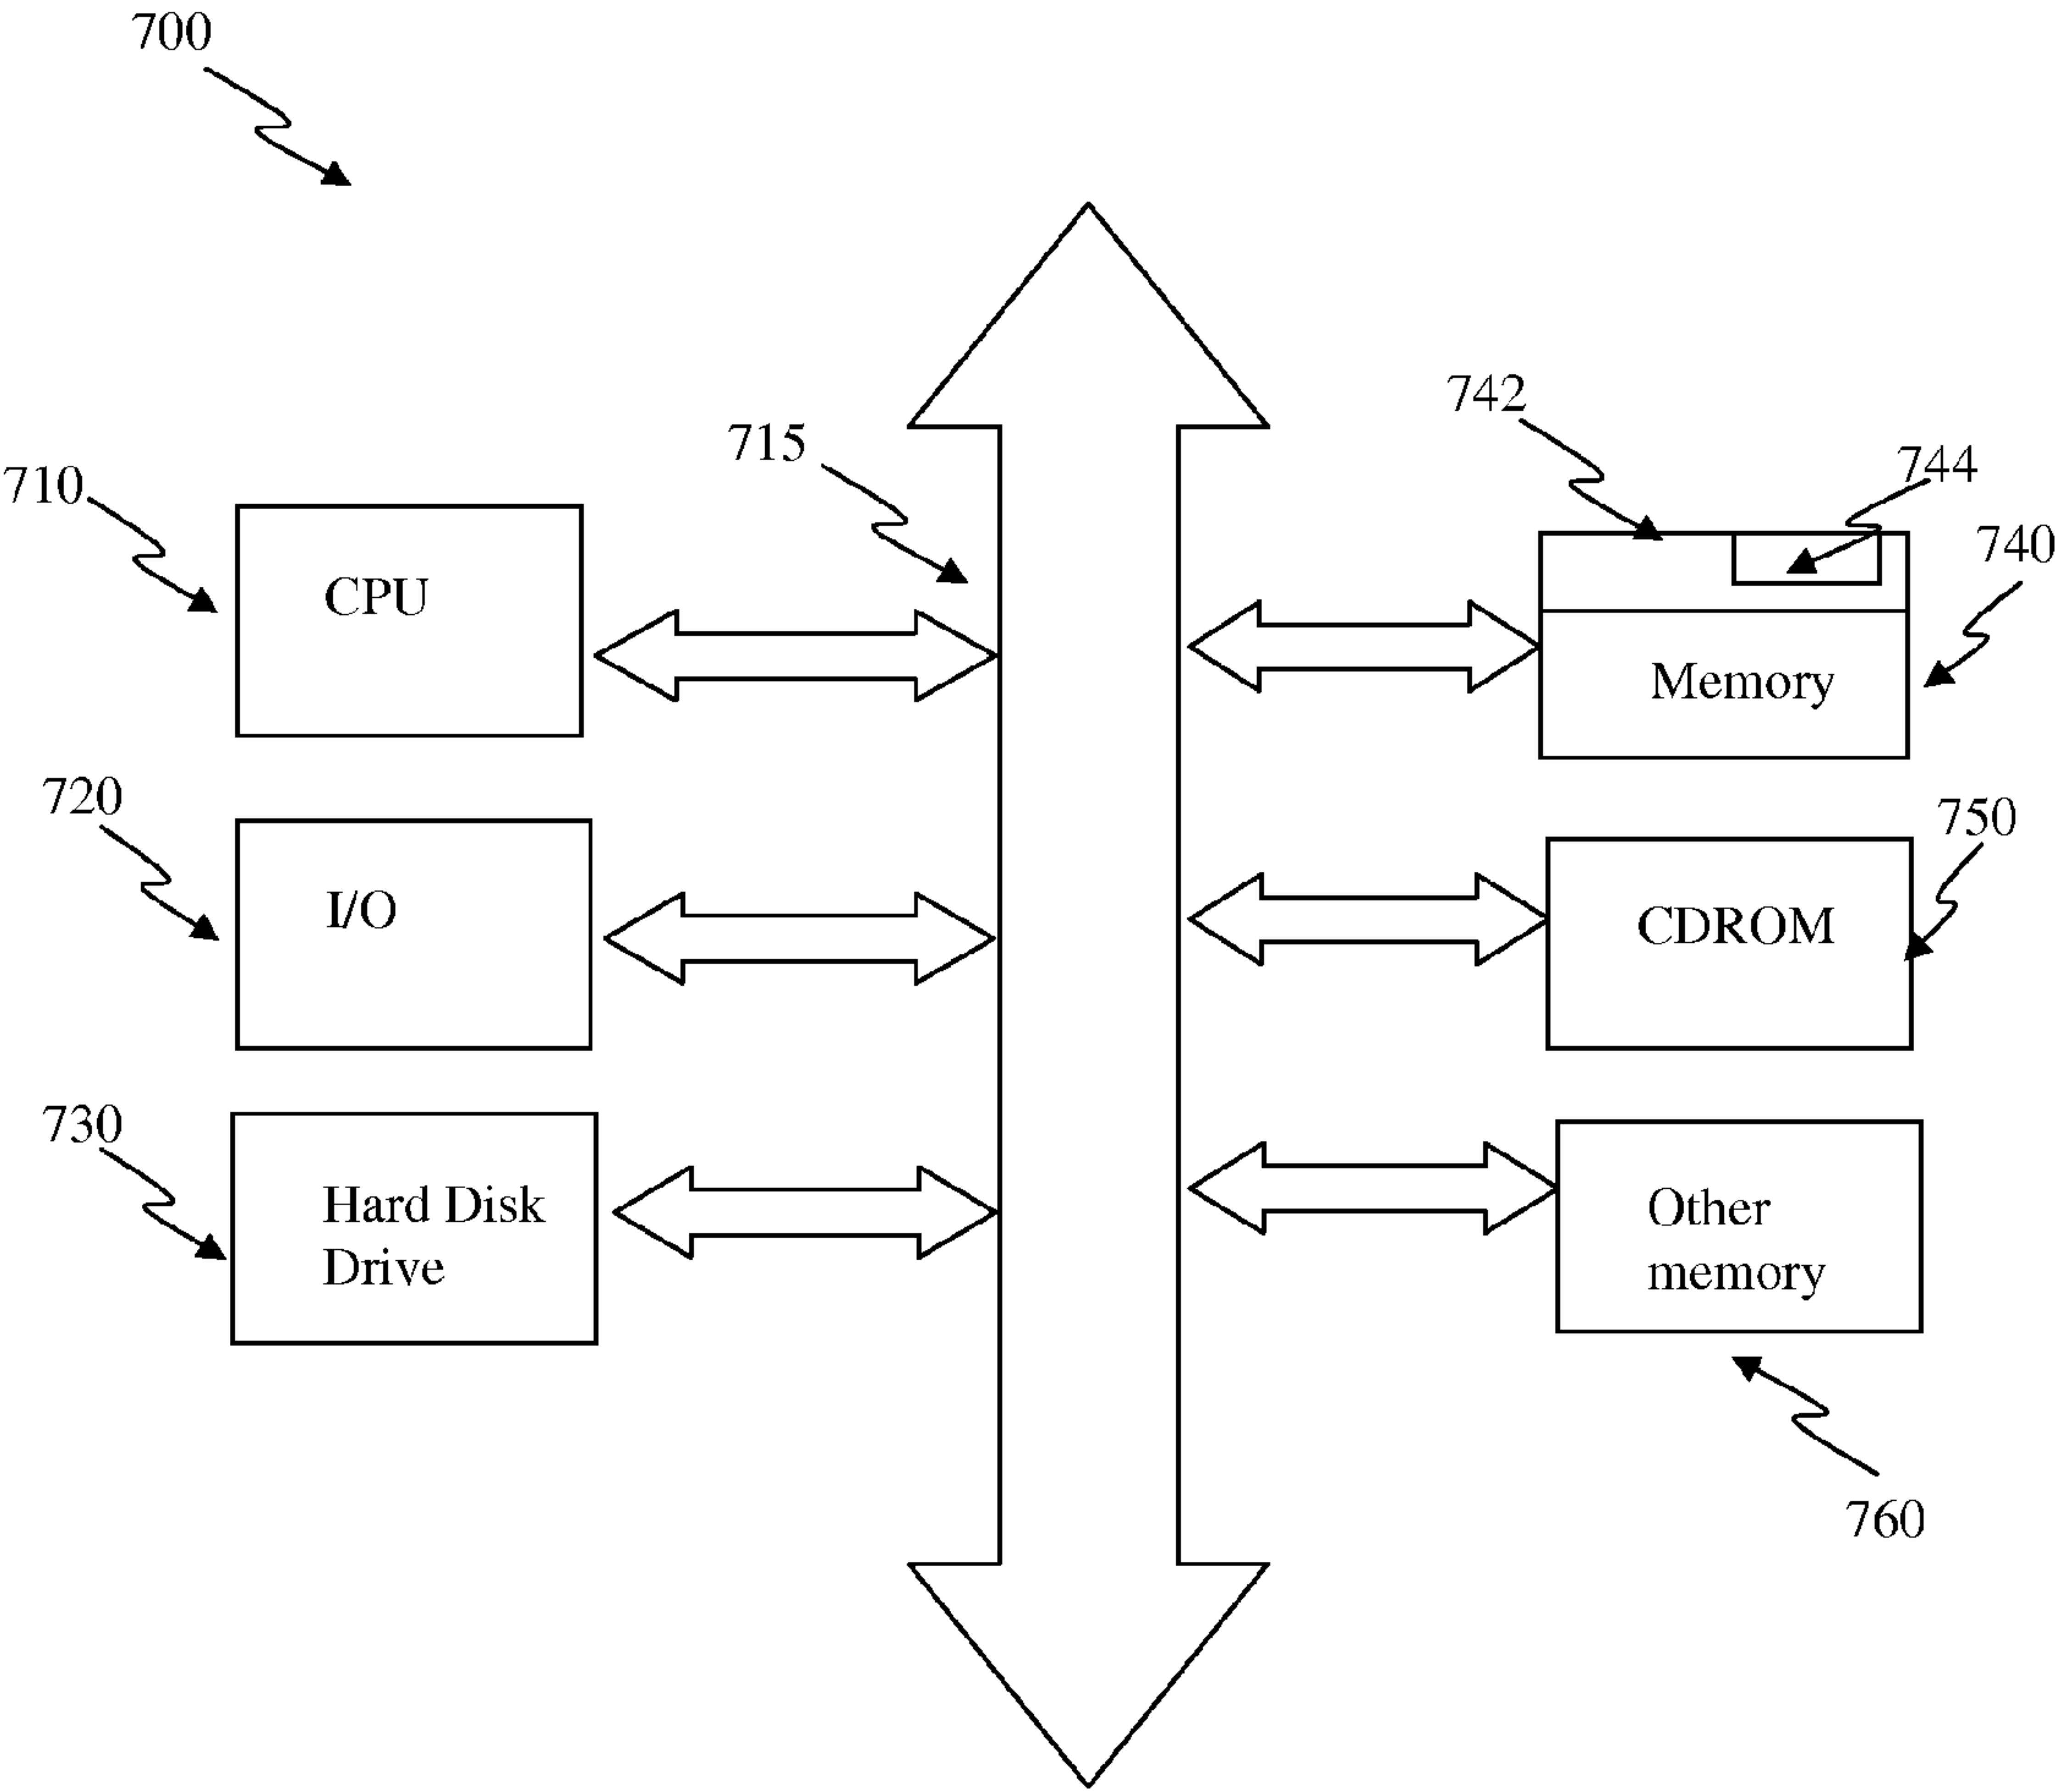 700
742
715
744
710
740
CPU
Memory
720
750
I/O
CDROM
730
Hard Disk
Drive
Other
memory
760